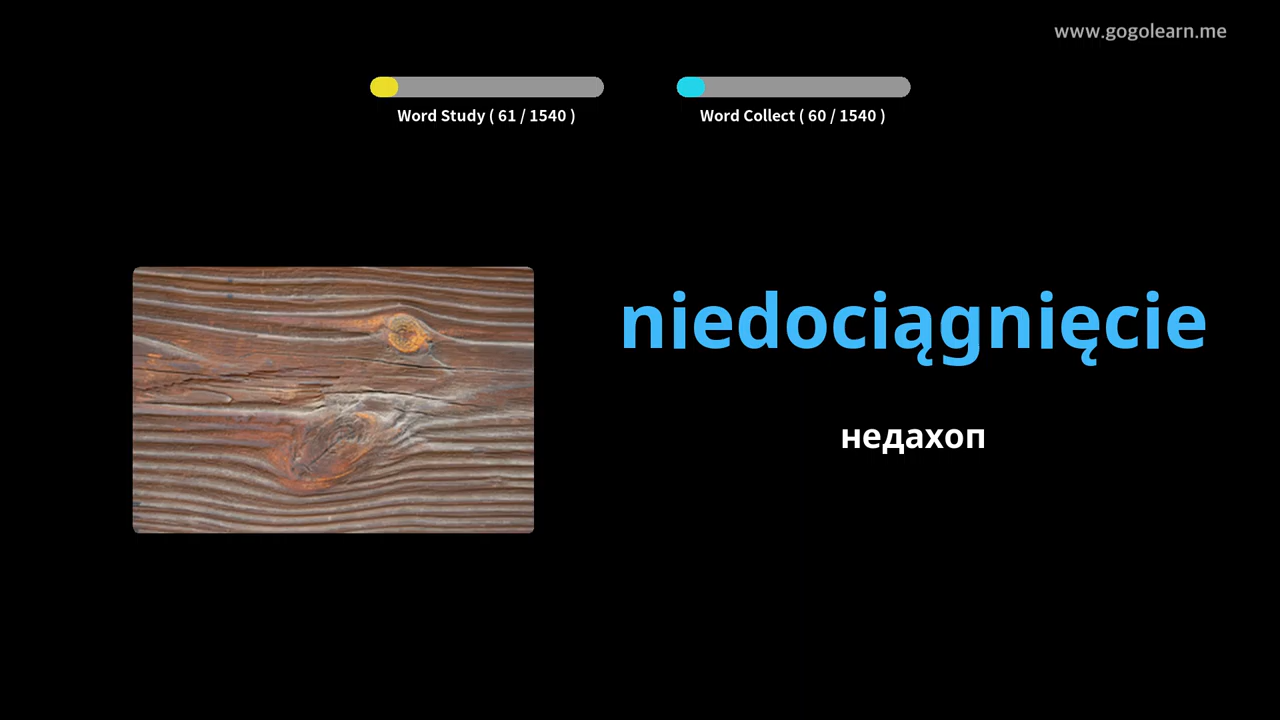 www.gogolearn.me
Word Study ( 61 / 1540 )
Word Collect ( 60 / 1540 )
niedociągnięcie
недахоп